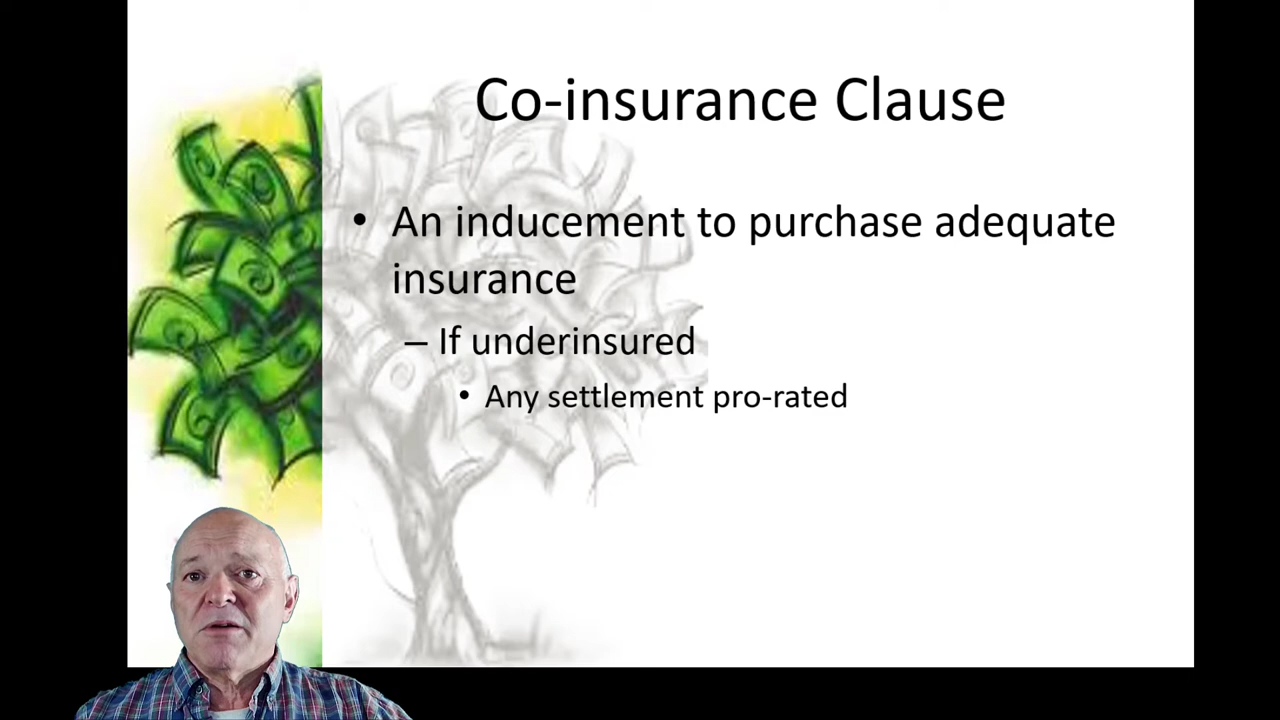 Co-insurance Clause
• An inducement to purchase adequate
insurance
– If underinsured
• Any settlement pro-rated